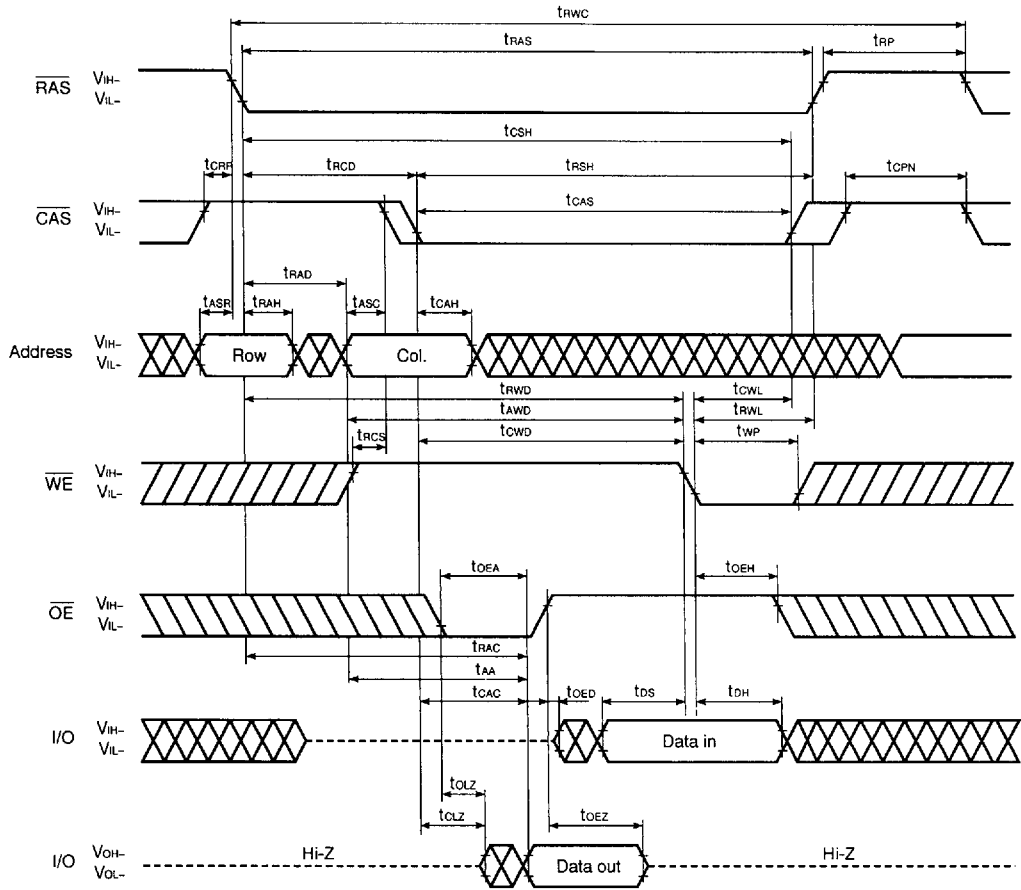 tRWC
tRAS tRP
RAS VIH– VIL–
tCSH
tCRP tRCD tRSH tCPN
CAS VIH– VIL– tCAS
tRAD
tASR tRAH tASC tCAH
Address VIH– VIL– Row Col.
tRWD tCWL
tAWD tRWL
tRCS tCWD tWP
WE VIH– VIL–
tOEA tOEH
OE VIH– VIL–
tRAC
tAA
tCAC tOED tDS tDH
I/O VIH– VIL– Data in
tOLZ
tCLZ tOEZ
I/O VOH– VOL– Hi-Z Data out Hi-Z